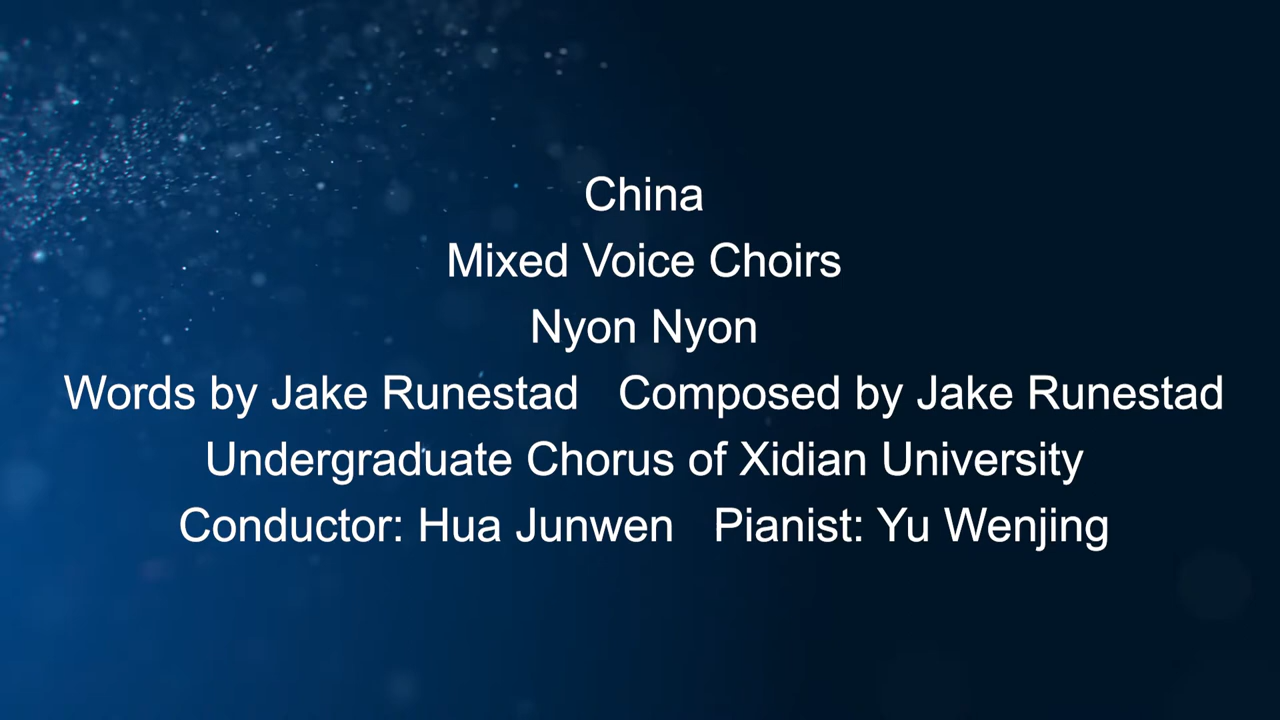 China
Mixed Voice Choirs
Nyon Nyon
Words by Jake Runestad   Composed by Jake Runestad
Undergraduate Chorus of Xidian University
Conductor: Hua Junwen   Pianist: Yu Wenjing